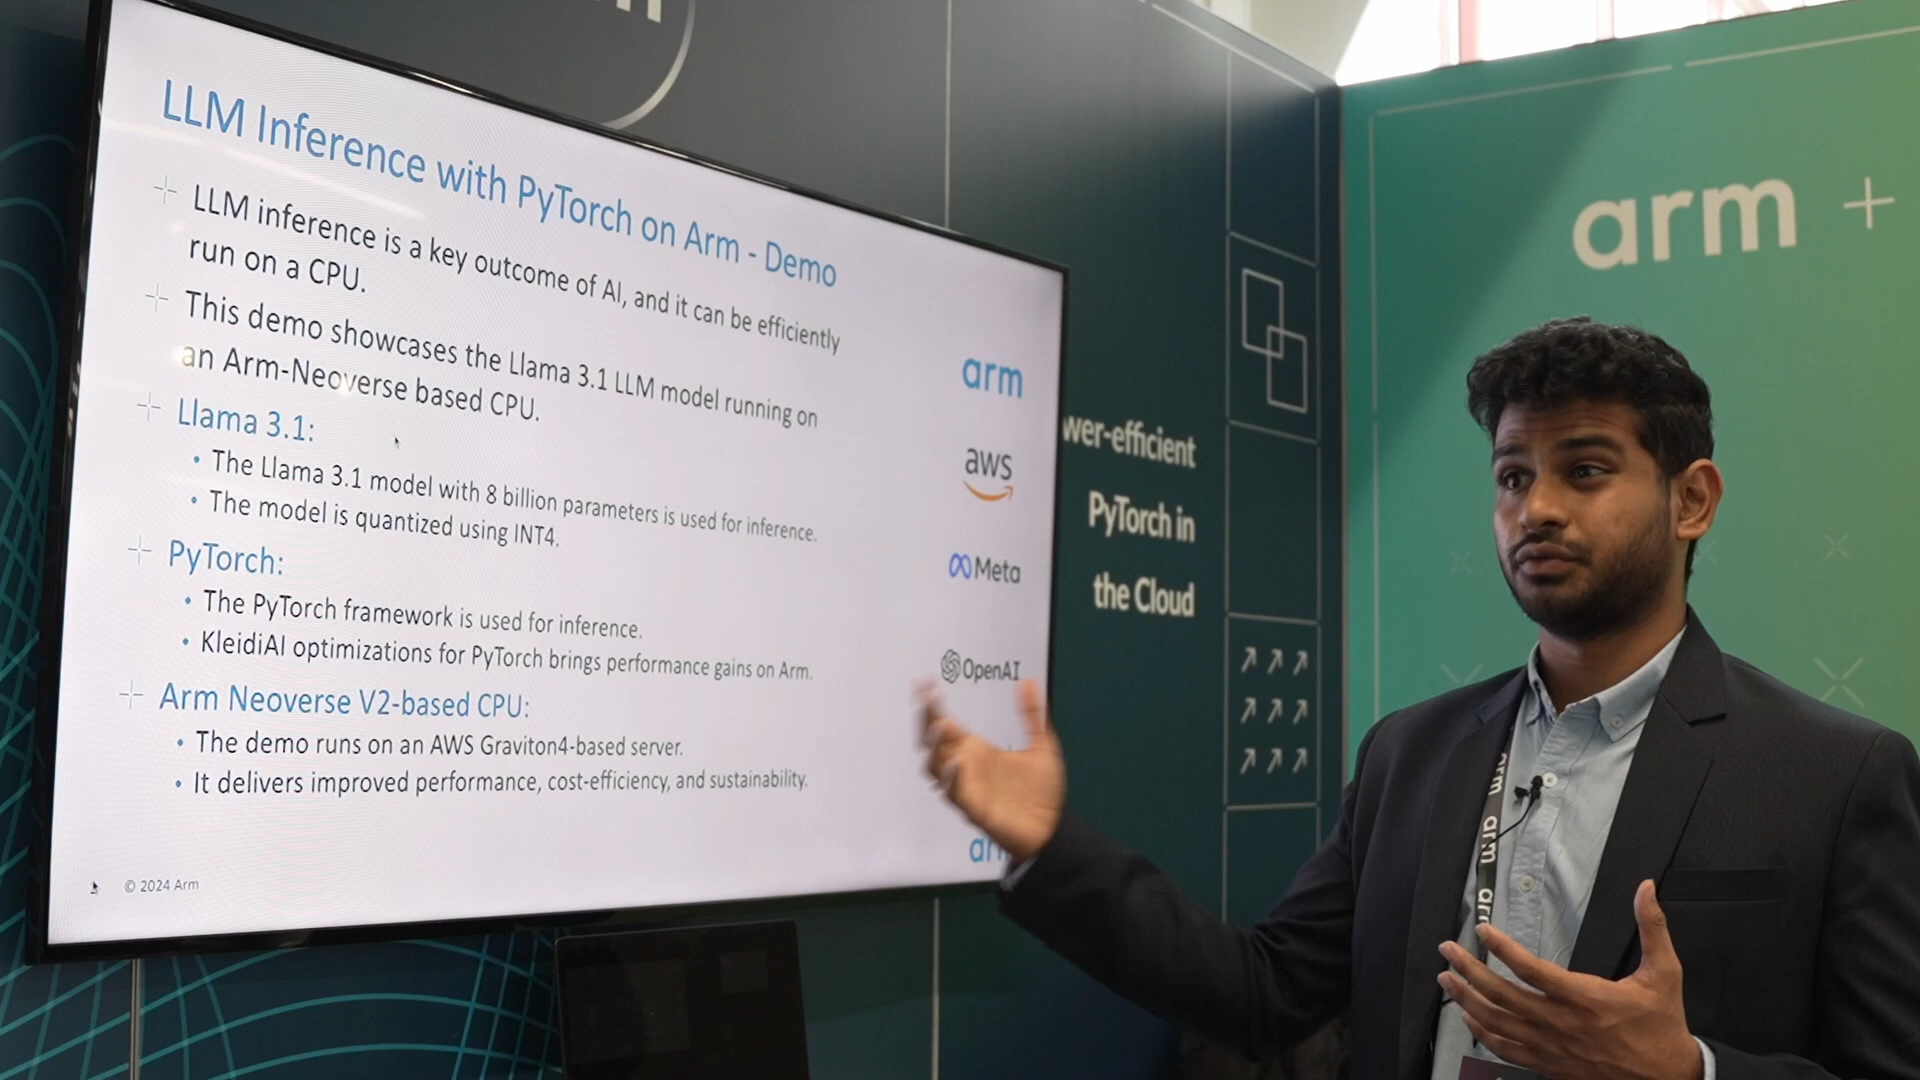 LLM Inference with PyTorch on Arm - Demo
LLM inference is a key outcome of AI, and it can be efficiently
run on a CPU.
This demo showcases the Llama 3.1 LLM model running on
an Arm-Neoverse based CPU.
Llama 3.1:
The Llama 3.1 model with 8 billion parameters is used for inference.
The model is quantized using INT4.
PyTorch:
The PyTorch framework is used for inference.
KleidiAI optimizations for PyTorch brings performance gains on Arm.
Arm Neoverse V2-based CPU:
The demo runs on an AWS Graviton4-based server.
It delivers improved performance, cost-efficiency, and sustainability.
© 2024 Arm
arm
aws
Meta
OpenAI
wer-efficient
PyTorch in
the Cloud
arm +
arm arm